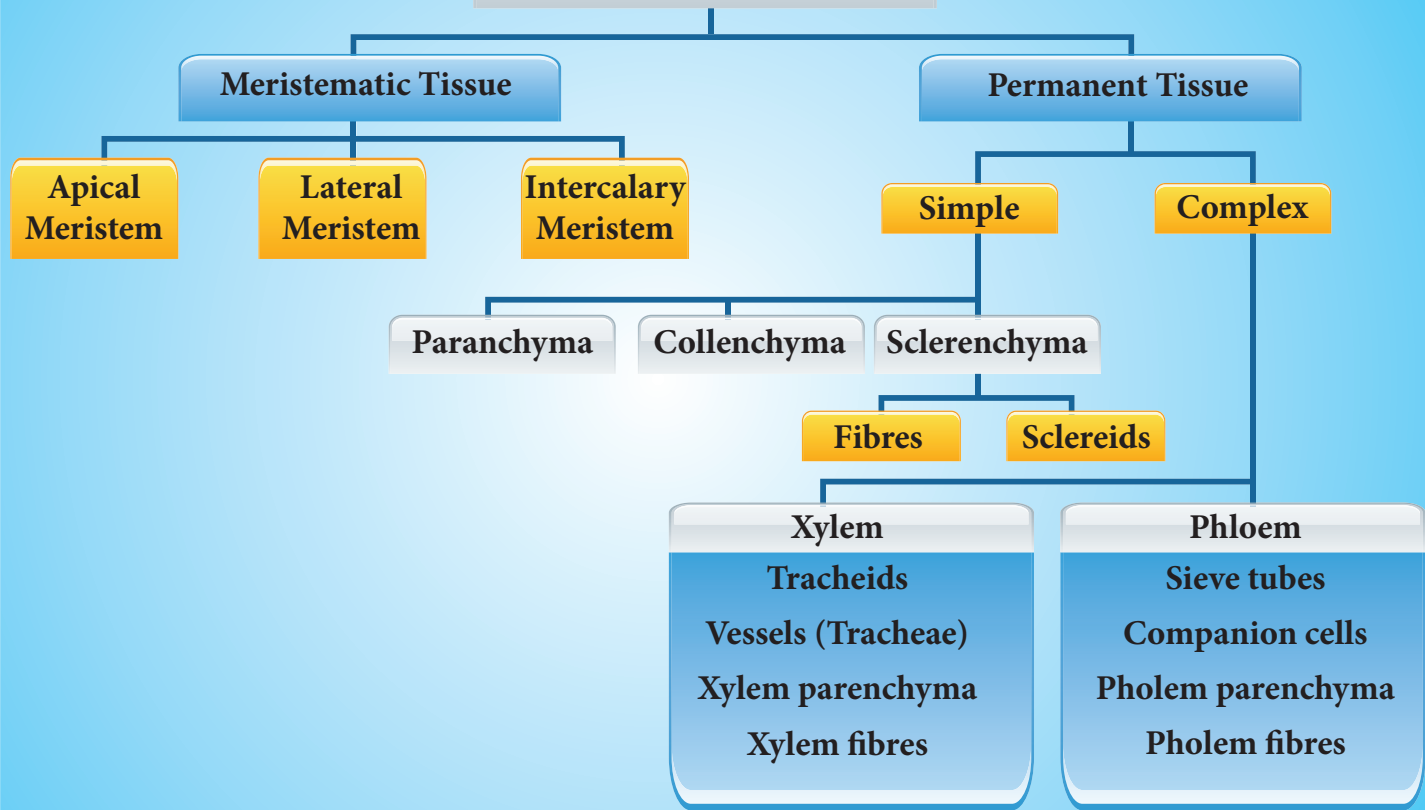 Meristematic Tissue
Permanent Tissue
Apical
Meristem
Lateral
Meristem
Intercalary
Meristem
Simple
Complex
Paranchyma
Collenchyma
Sclerenchyma
Fibres
Sclereids
Xylem
Tracheids
Vessels (Tracheae)
Xylem parenchyma
Xylem fibres
Phloem
Sieve tubes
Companion cells
Pholem parenchyma
Pholem fibres